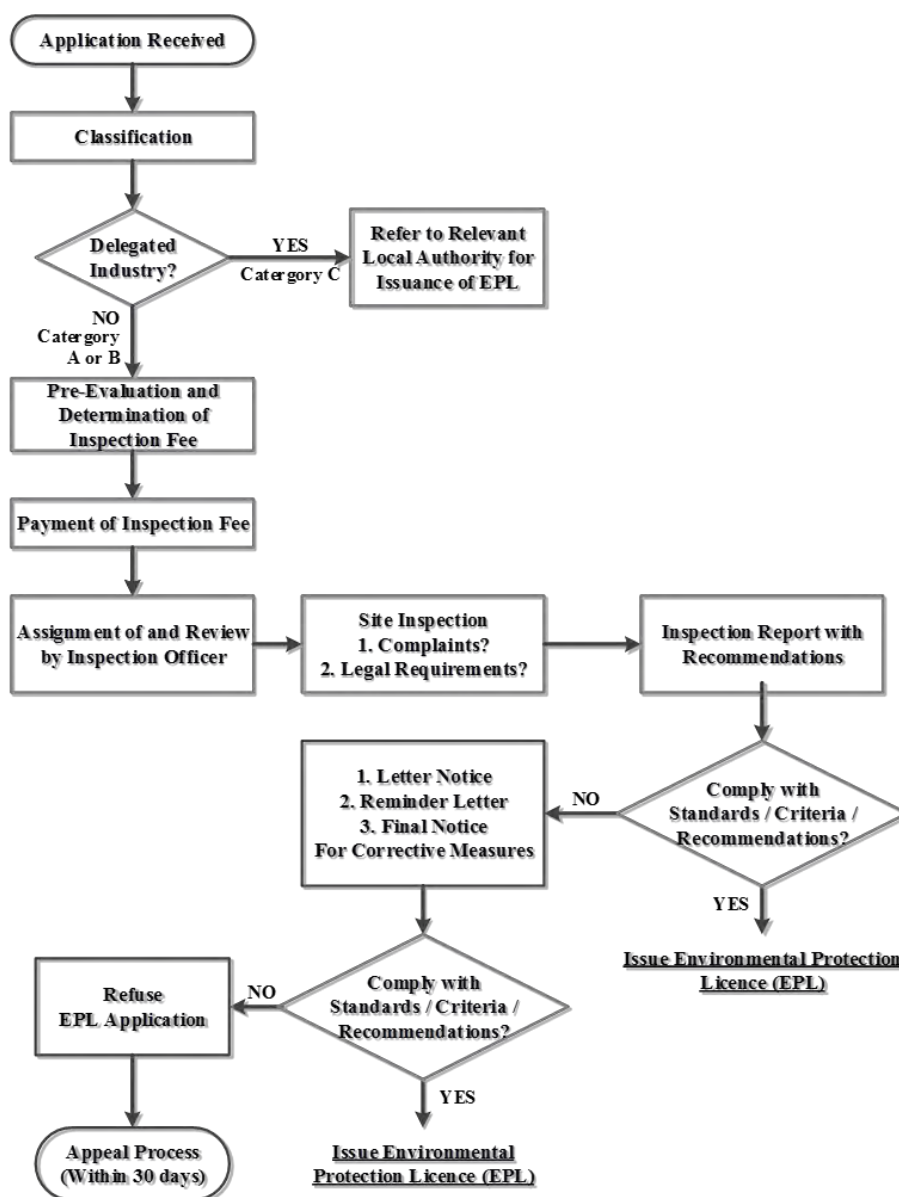 Application Received
Classification
Delegated
Industry?
YES
Catergory C
Refer to Relevant
Local Authority for
Issuance of EPL
NO
Catergory
A or B
Pre-Evaluation and
Determination of
Inspection Fee
Payment of Inspection Fee
Assignment of and Review
by Inspection Officer
Site Inspection
1. Complaints?
2. Legal Requirements?
Inspection Report with
Recommendations
Comply with
Standards / Criteria /
Recommendations?
NO
YES
1. Letter Notice
2. Reminder Letter
3. Final Notice
For Corrective Measures
Issue Environmental Protection
Licence (EPL)
Comply with
Standards / Criteria /
Recommendations?
NO
YES
Refuse
EPL Application
Appeal Process
(Within 30 days)
Issue Environmental
Protection Licence (EPL)